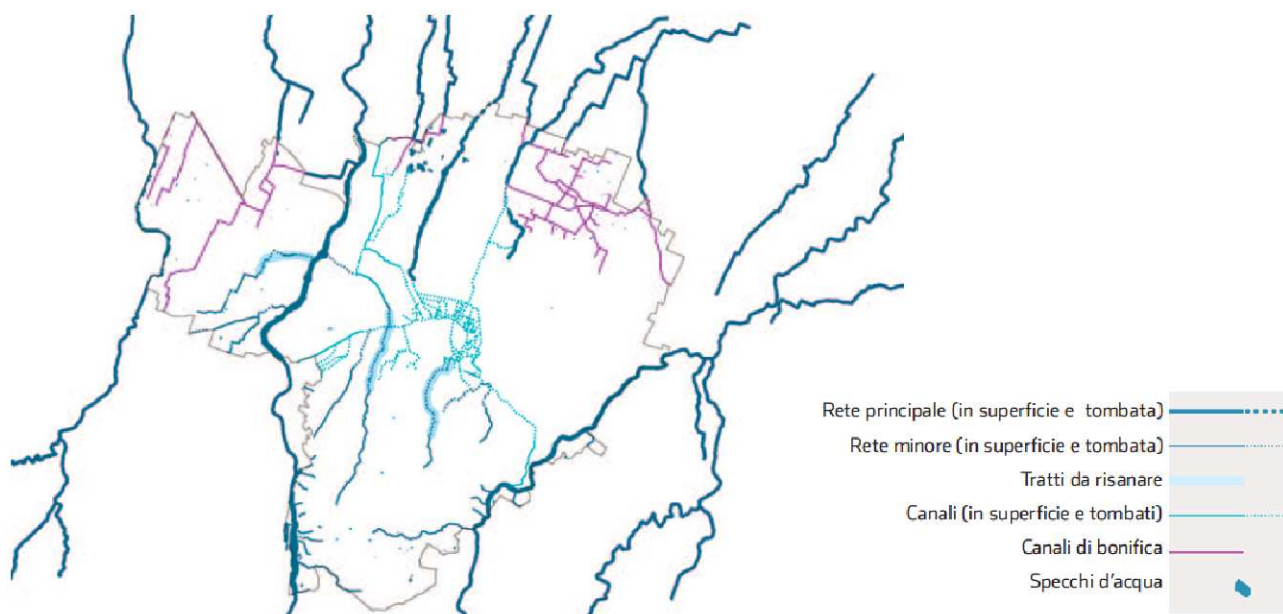 Rete principale (in superficie e tombata)
Rete minore (in superficie e tombata)
Tratti da risanare
Canali (in superficie e tombati)
Canali di bonifica
Specchi d'acqua